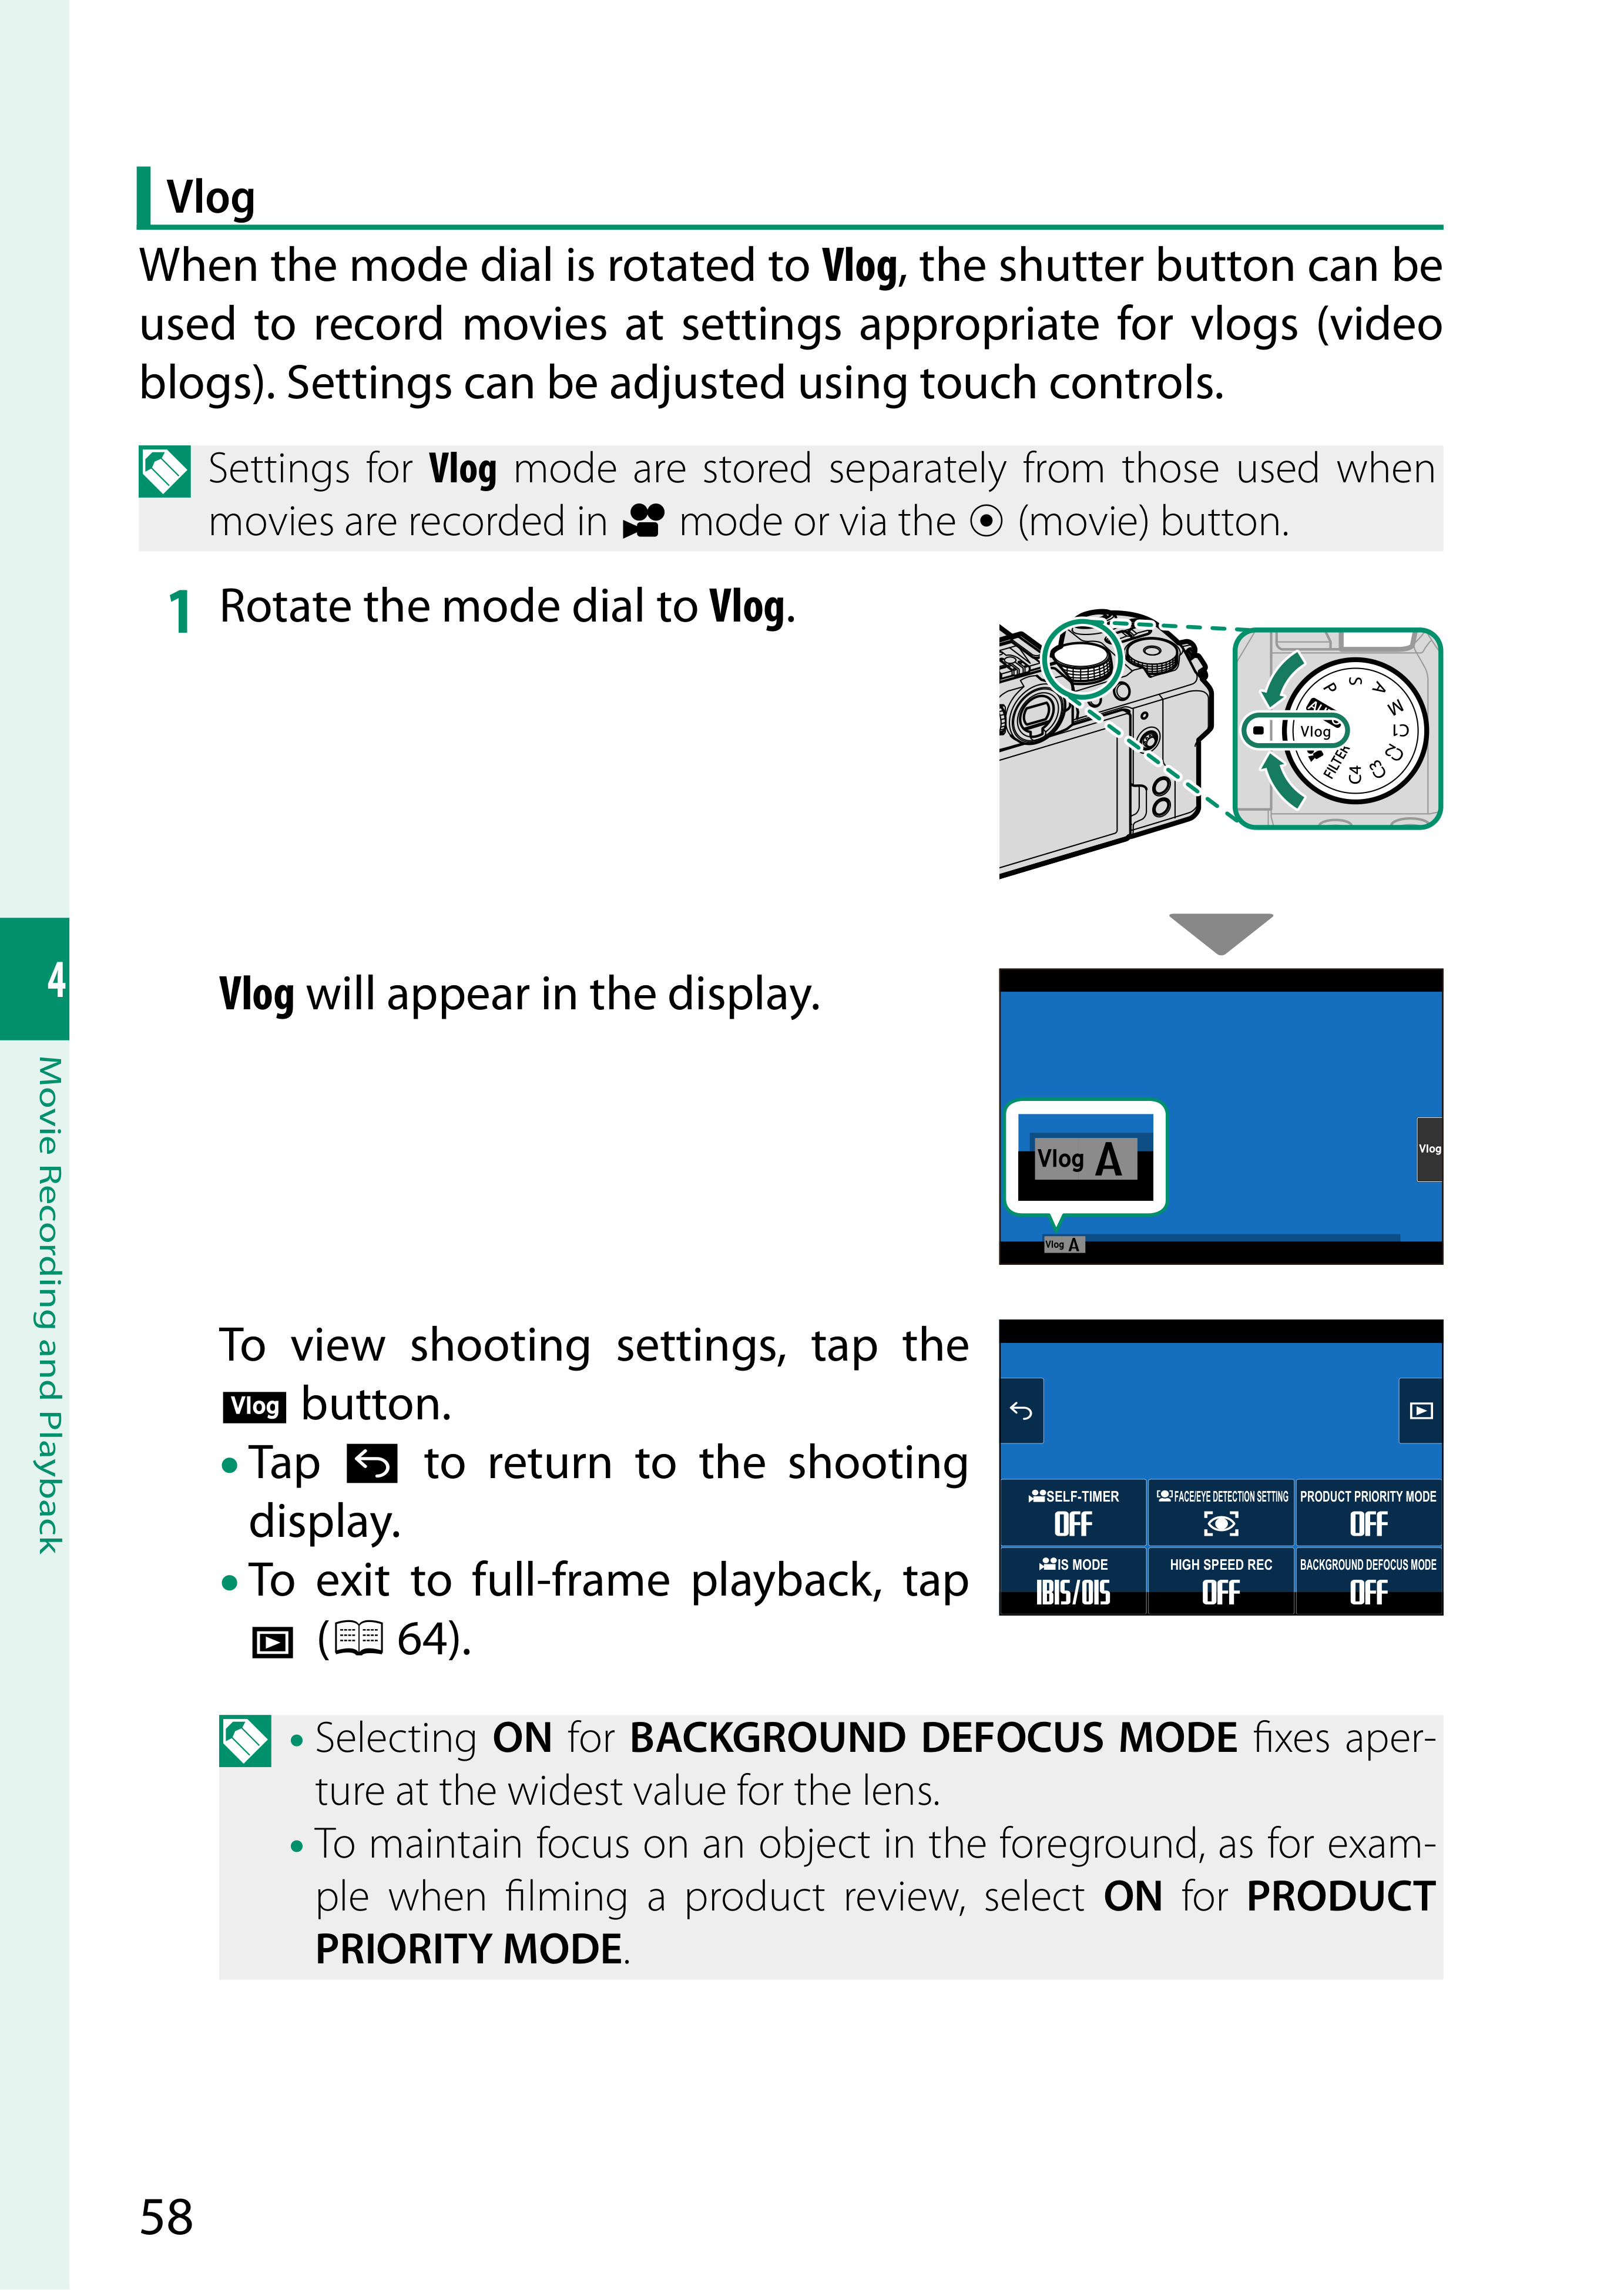 Vlog
When the mode dial is rotated to Vlog, the shutter button can be
used to record movies at settings appropriate for vlogs (video
blogs). Settings can be adjusted using touch controls.
Settings for Vlog mode are stored separately from those used when
movies are recorded in mode or via the (movie) button.
1 Rotate the mode dial to Vlog.
P S A M C1 C2 C3 C4 FILTER Vlog
Vlog will appear in the display.
Vlog A
Vlog
Vlog A
To view shooting settings, tap the
Vlog button.
• Tap to return to the shooting
display.
• To exit to full-frame playback, tap
( 64).
SELF-TIMER
OFF
FACE/EYE DETECTION SETTING
PRODUCT PRIORITY MODE
OFF
IS MODE
IBIS/OIS
HIGH SPEED REC
OFF
BACKGROUND DEFOCUS MODE
OFF
• Selecting ON for BACKGROUND DEFOCUS MODE fixes aper-
ture at the widest value for the lens.
• To maintain focus on an object in the foreground, as for exam-
ple when filming a product review, select ON for PRODUCT
PRIORITY MODE.
4
Movie Recording and Playback
58